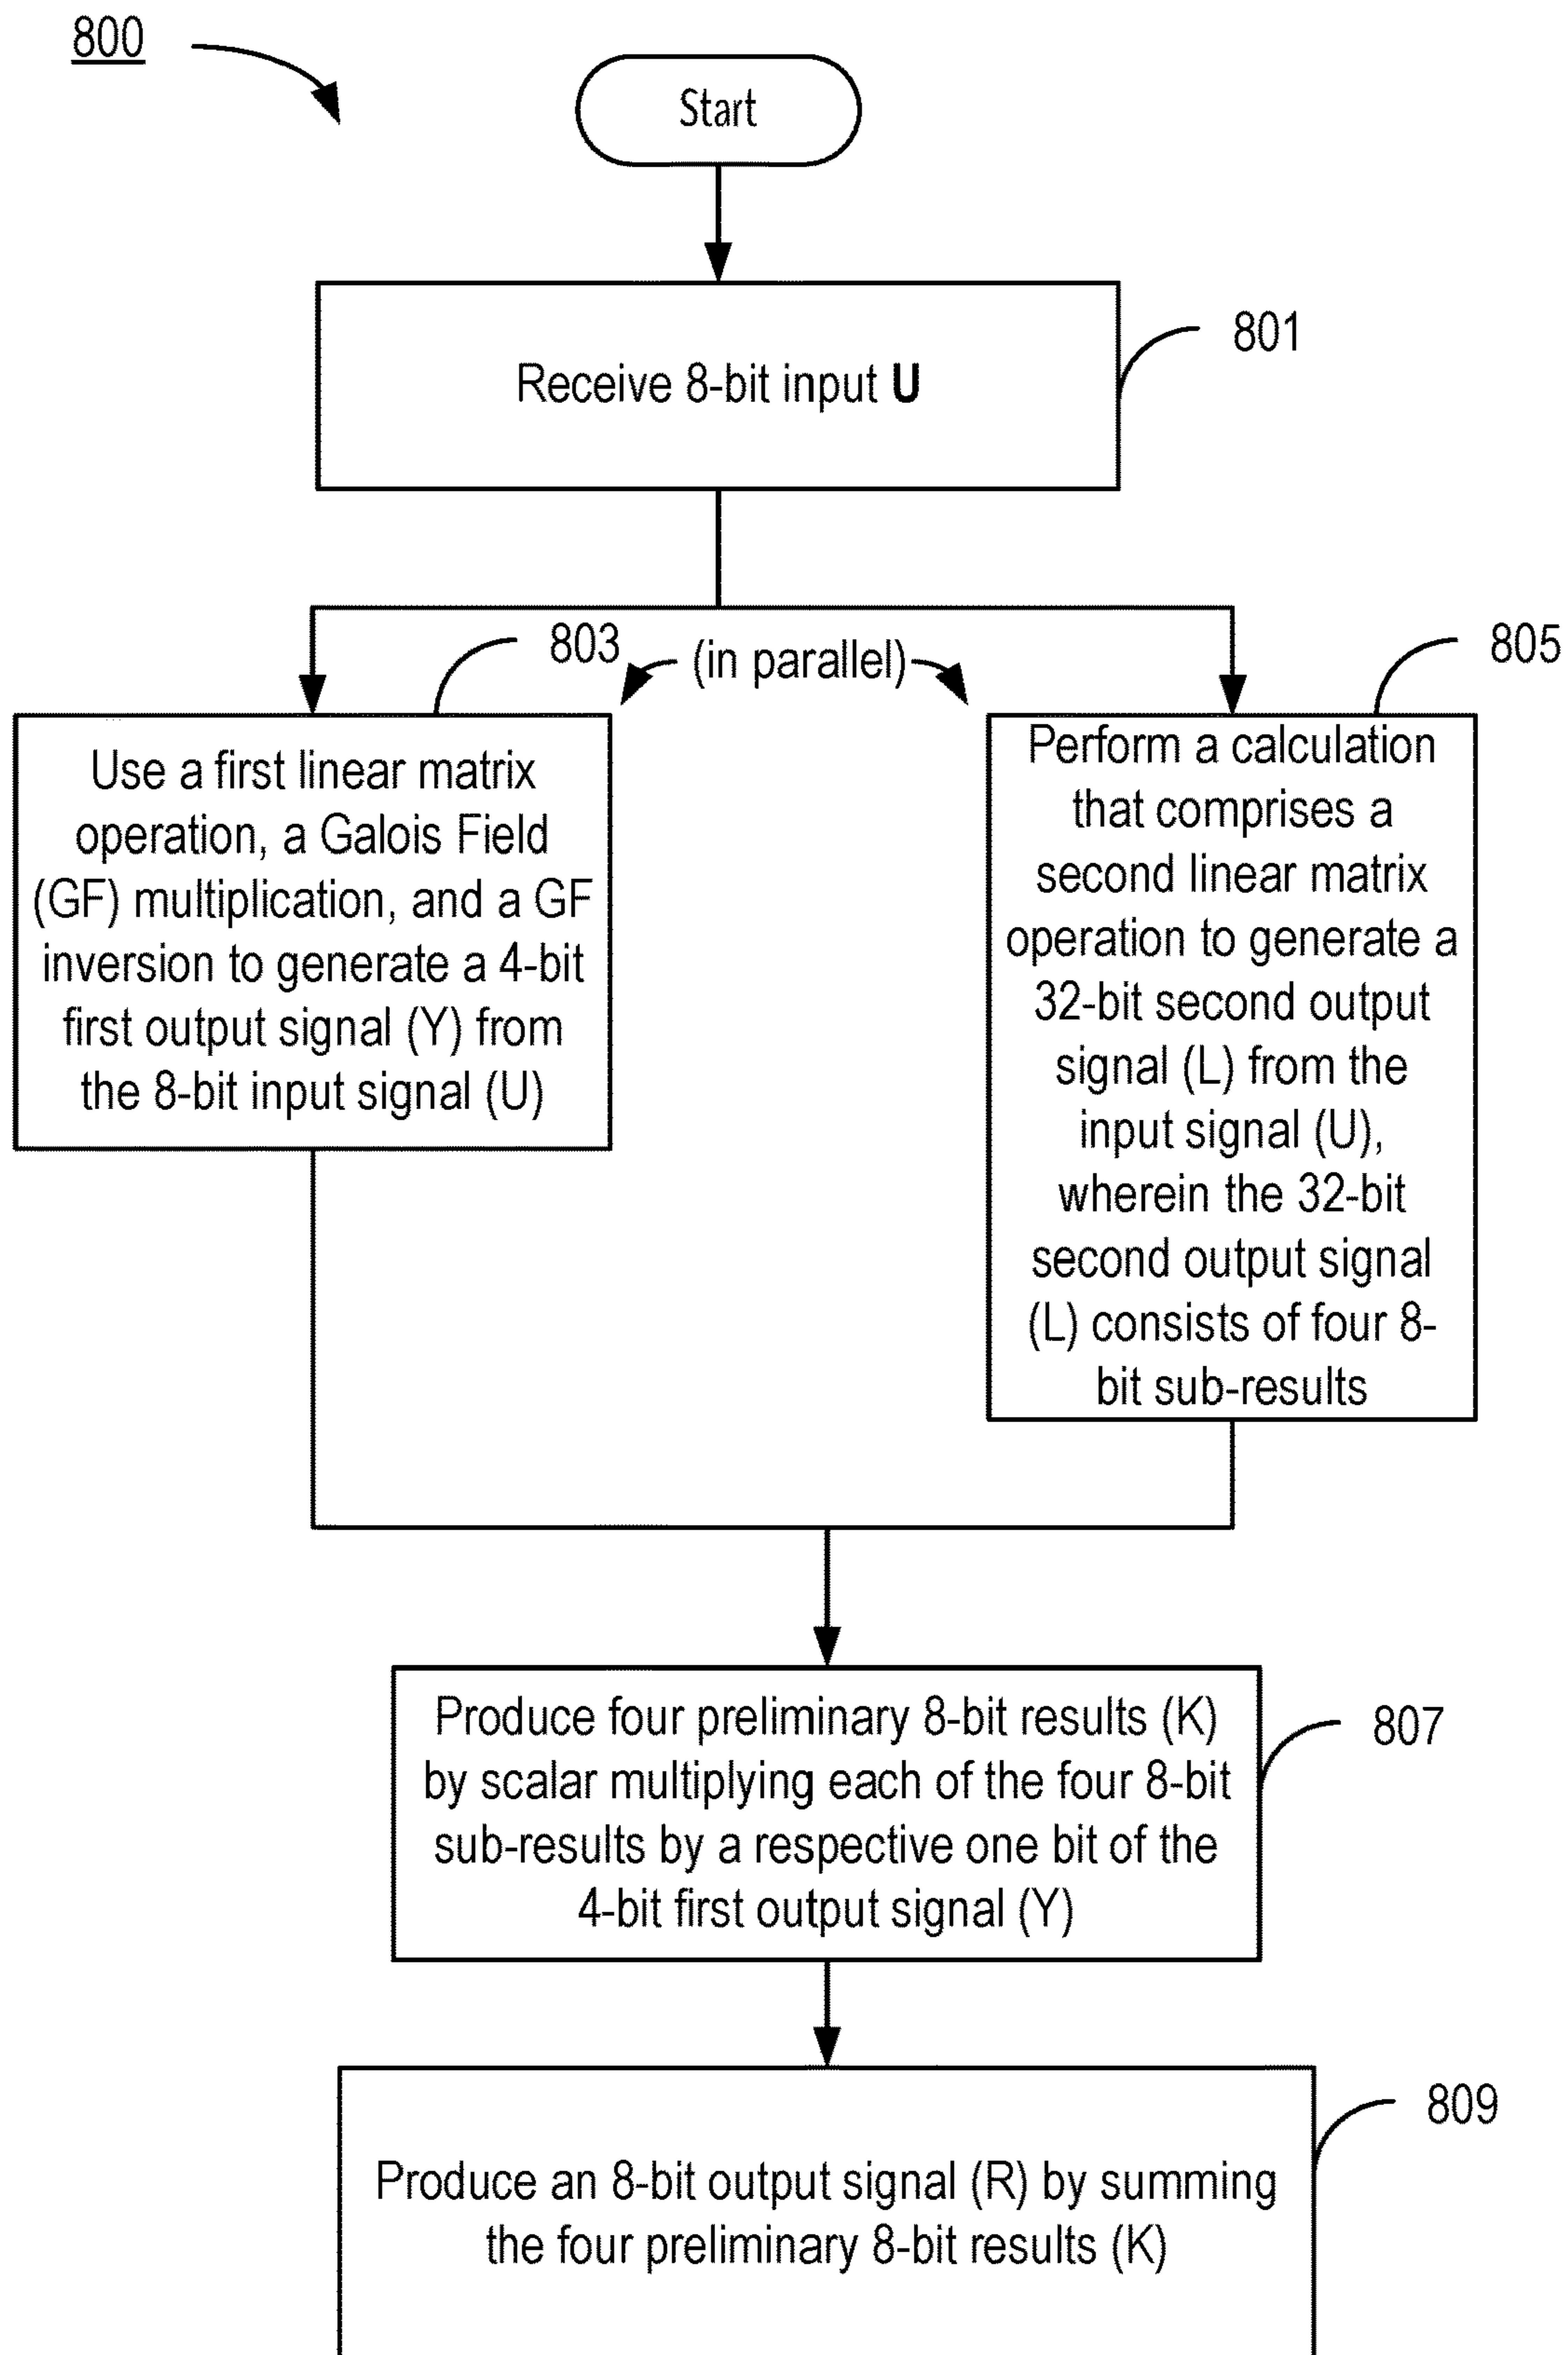 800
Start
Receive 8-bit input U
801
803
(in parallel)
805
Use a first linear matrix
operation, a Galois Field
(GF) multiplication, and a GF
inversion to generate a 4-bit
first output signal (Y) from
the 8-bit input signal (U)
Perform a calculation
that comprises a
second linear matrix
operation to generate a
32-bit second output
signal (L) from the
input signal (U),
wherein the 32-bit
second output signal
(L) consists of four 8-
bit sub-results
Produce four preliminary 8-bit results (K)
by scalar multiplying each of the four 8-bit
sub-results by a respective one bit of the
4-bit first output signal (Y)
807
809
Produce an 8-bit output signal (R) by summing
the four preliminary 8-bit results (K)